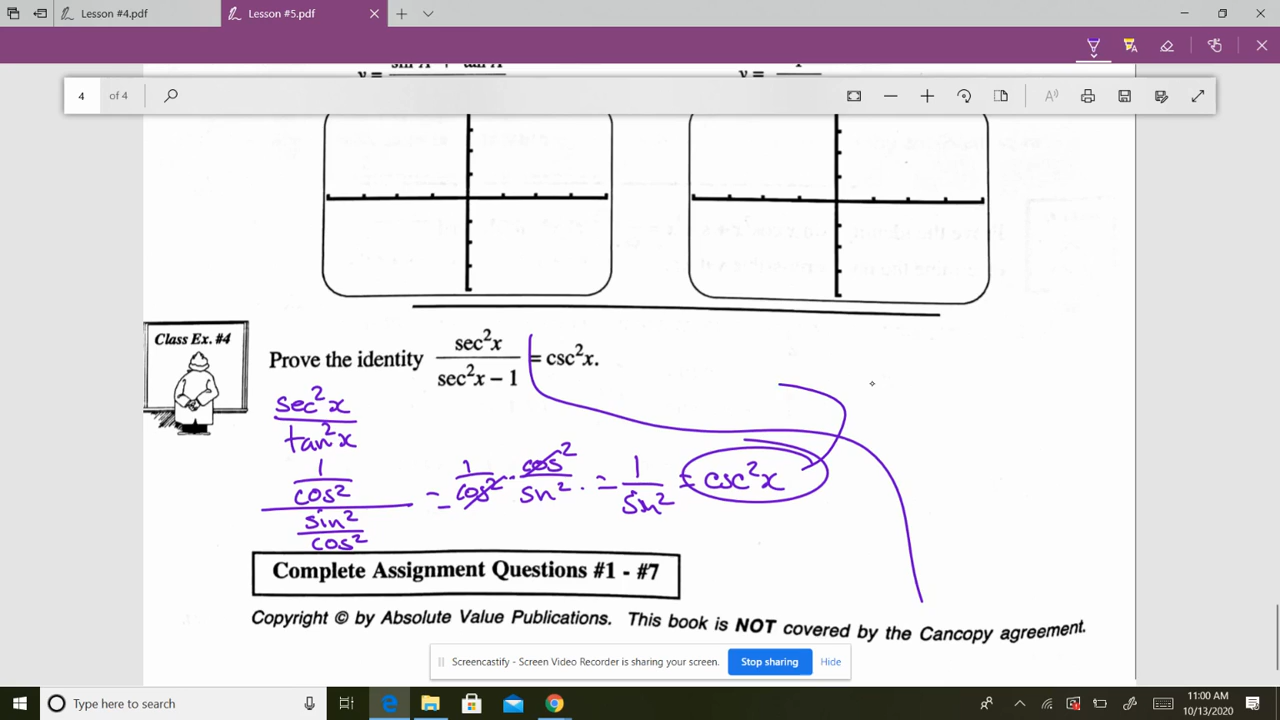 Lesson #4.pdf
Lesson #5.pdf
4 of 4
y =
y =
Class Ex. #4
Prove the identity sec²x / sec²x – 1 = csc²x.
sec²x / tan²x
1/cos² / sin²/cos² = 1/cos² · cos²/sin² · = 1/sin² = csc²x
Complete Assignment Questions #1 - #7
Copyright © by Absolute Value Publications. This book is NOT covered by the Cancopy agreement.
Screencastify - Screen Video Recorder is sharing your screen. Stop sharing Hide
Type here to search
11:00 AM
10/13/2020